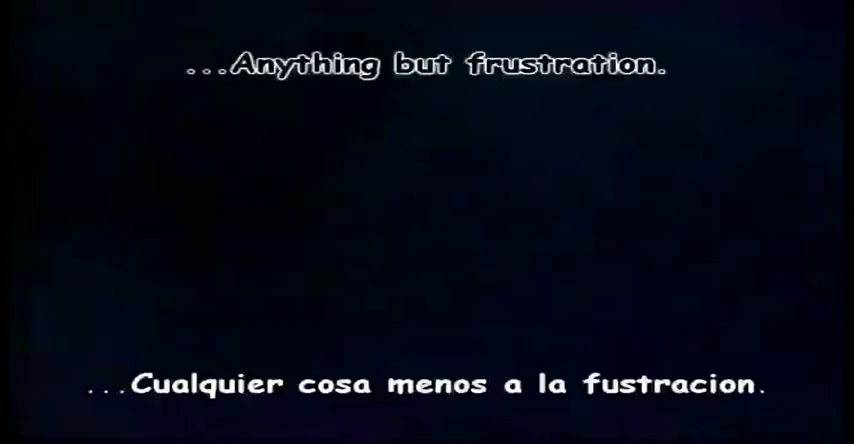 ...Anything but frustration.
...Cualquier cosa menos a la fustracion.